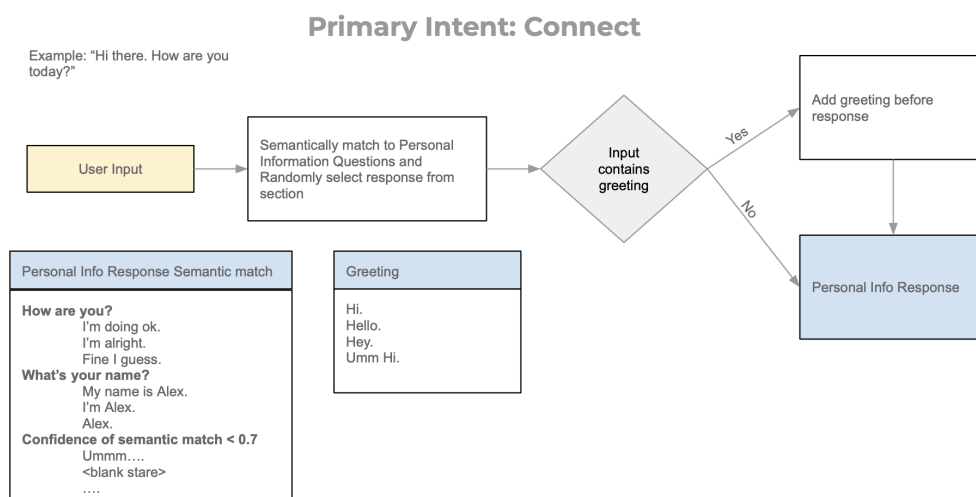 Primary Intent: Connect
Example: “Hi there. How are you
today?”
User Input
Semantically match to Personal
Information Questions and
Randomly select response from
section
Input
contains
greeting
Yes
No
Add greeting before
response
Personal Info Response
Personal Info Response Semantic match
How are you?
I’m doing ok.
I’m alright.
Fine I guess.
What’s your name?
My name is Alex.
I’m Alex.
Alex.
Confidence of semantic match < 0.7
Ummm….
<blank stare>
….
Greeting
Hi.
Hello.
Hey.
Umm Hi.